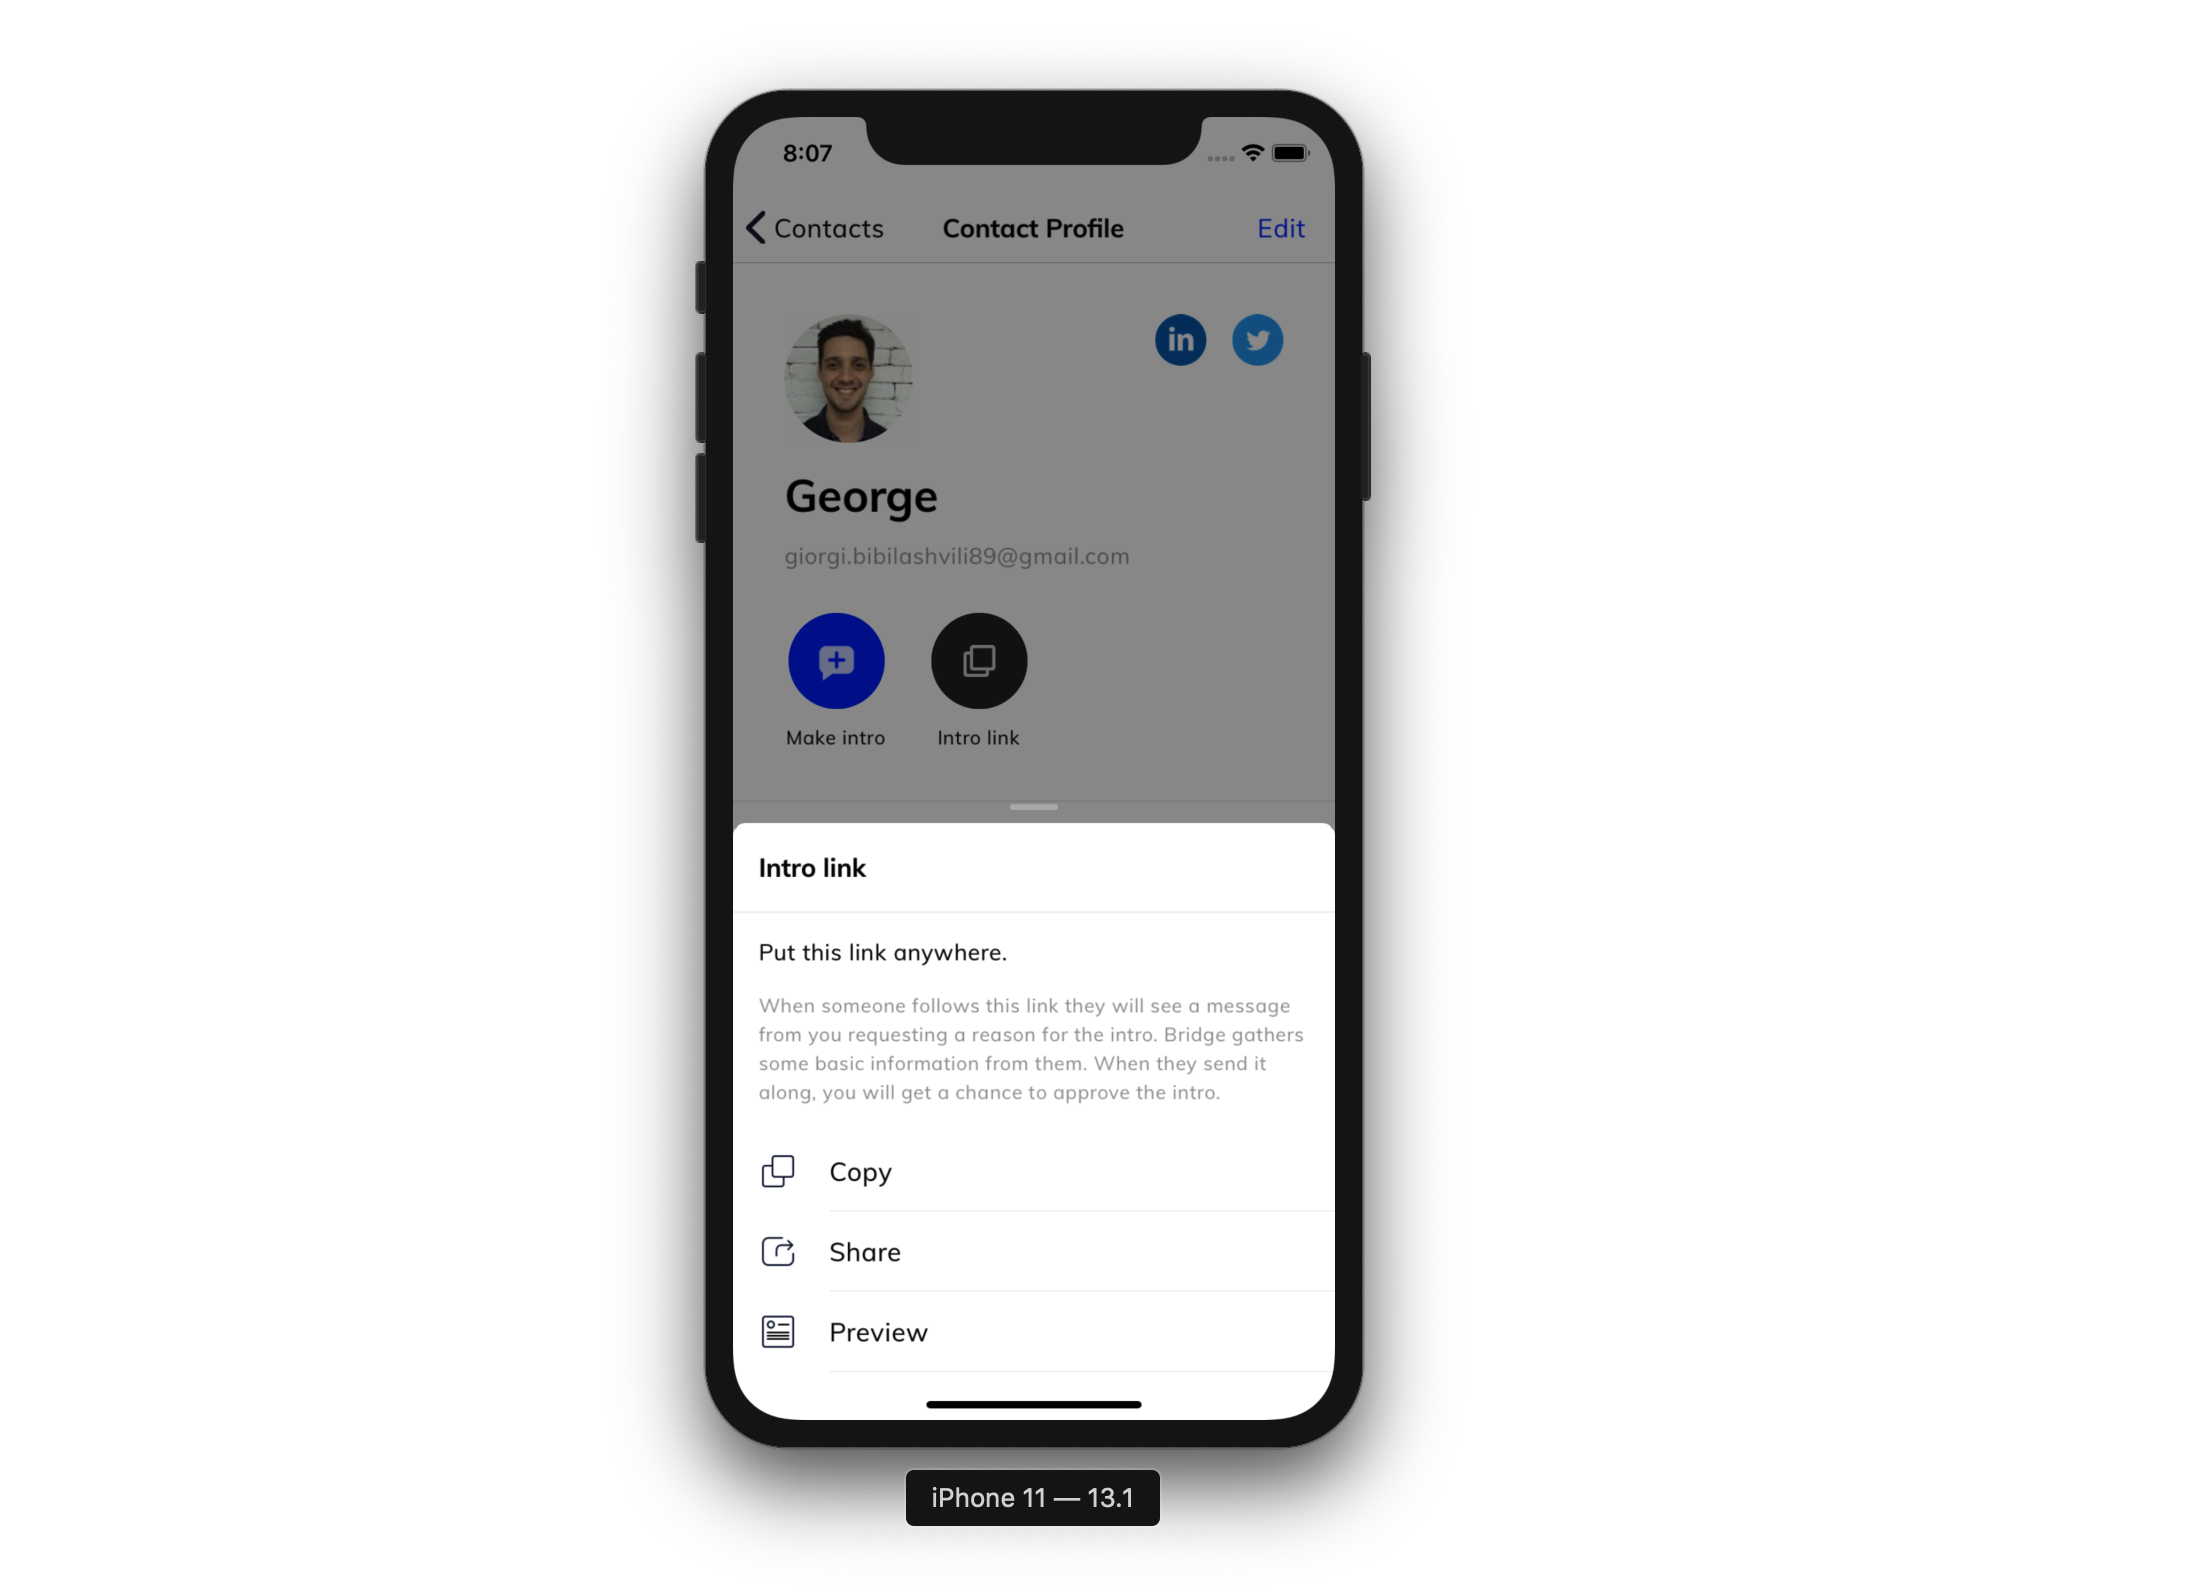 8:07
Contacts
Contact Profile
Edit
in
George
giorgi.bibilashvili89@gmail.com
Make intro
Intro link
Intro link
Put this link anywhere.
When someone follows this link they will see a message
from you requesting a reason for the intro. Bridge gathers
some basic information from them. When they send it
along, you will get a chance to approve the intro.
Copy
Share
Preview
iPhone 11 — 13.1